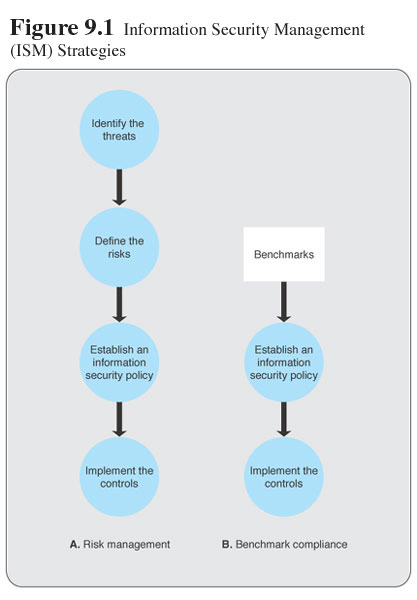 Figure 9.1 Information Security Management
(ISM) Strategies
Identify the
threats
Define the
risks
Establish an
information
security policy
Implement the
controls
A. Risk management
Benchmarks
Establish an
information
security policy
Implement the
controls
B. Benchmark compliance